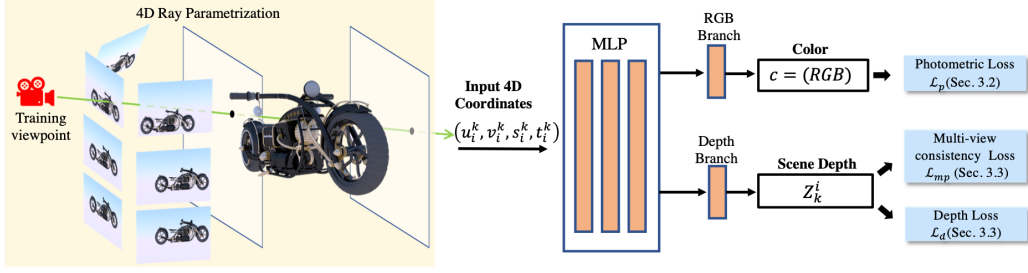 4D Ray Parametrization
Training
viewpoint
Input 4D
Coordinates
(u_i^k, v_i^k, s_i^k, t_i^k)
MLP
RGB
Branch
Color
c = (RGB)
Photometric Loss
ℒ_p(Sec. 3.2)
Depth
Branch
Scene Depth
Z_k^i
Multi-view
consistency Loss
ℒ_mp (Sec. 3.3)
Depth Loss
ℒ_d(Sec. 3.3)